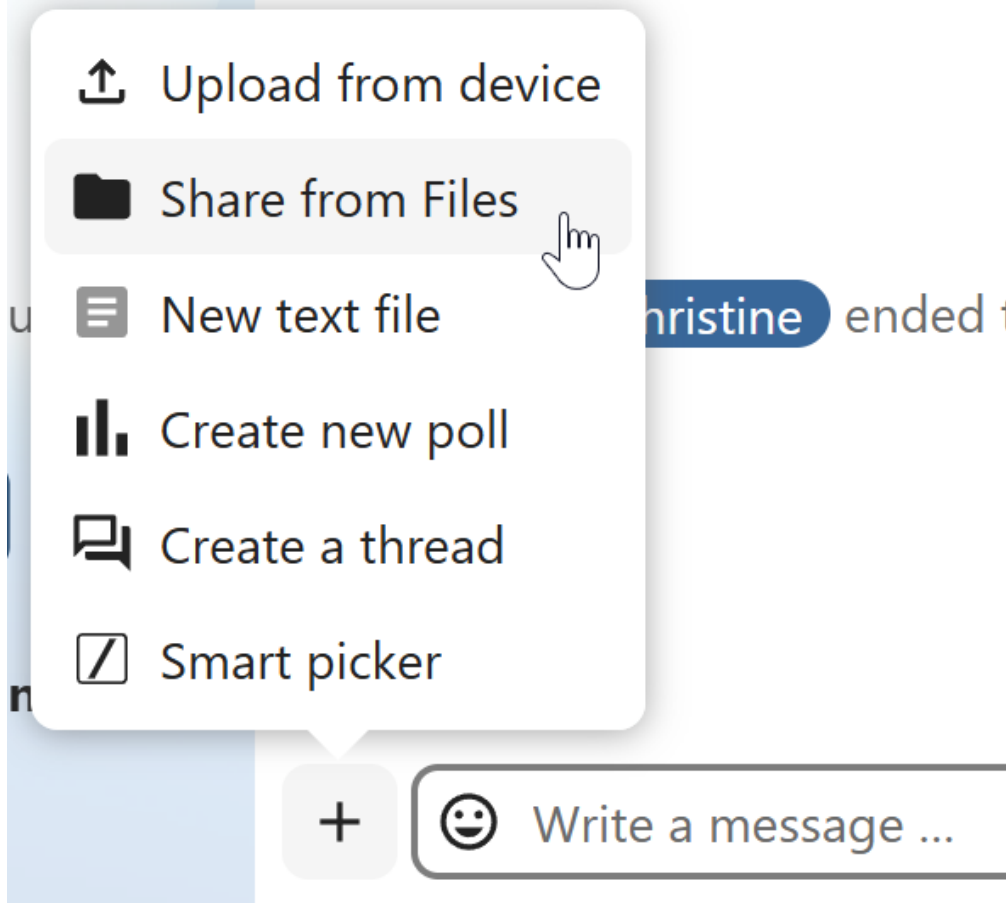 Upload from device
Share from Files
New text file
ended
Create new poll
Create a thread
Smart picker
Write a message ...